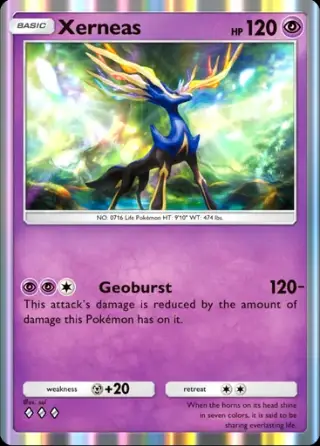 BASIC Xerneas HP 120
NO. 0716 Life Pokémon HT: 9'10" WT: 474 lbs.
Geoburst 120-
This attack's damage is reduced by the amount of
damage this Pokémon has on it.
weakness +20 retreat
Illus. sui
When the horns on its head shine
in seven colors, it is said to be
sharing everlasting life.